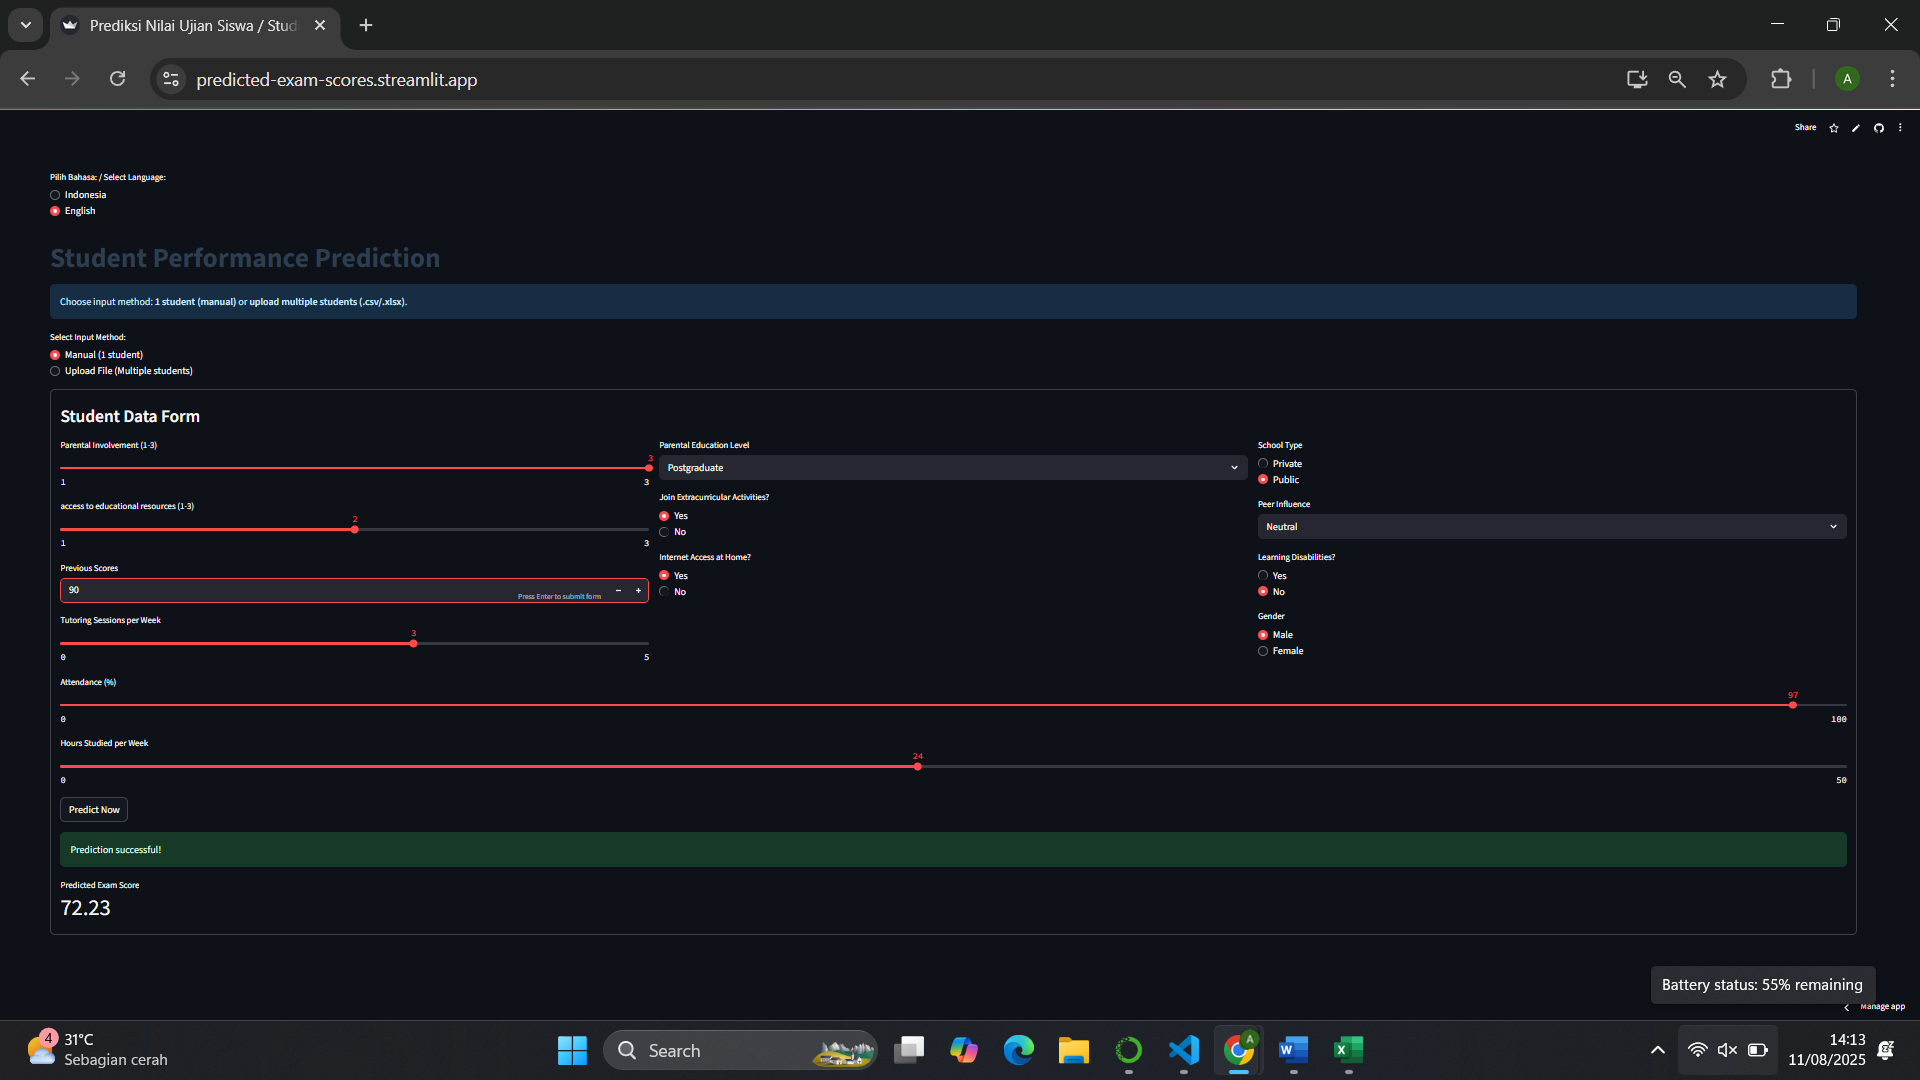 Prediksi Nilai Ujian Siswa / Stud
predicted-exam-scores.streamlit.app
A
Share
Pilih Bahasa: / Select Language:
Indonesia
English
Student Performance Prediction
Choose input method: 1 student (manual) or upload multiple students (.csv/.xlsx).
Select Input Method:
Manual (1 student)
Upload File (Multiple students)
Student Data Form
Parental Involvement (1-3)
3
1
3
access to educational resources (1-3)
2
1
3
Previous Scores
90
Press Enter to submit form
Tutoring Sessions per Week
3
0
5
Parental Education Level
Postgraduate
Join Extracurricular Activities?
Yes
No
Internet Access at Home?
Yes
No
School Type
Private
Public
Peer Influence
Neutral
Learning Disabilities?
Yes
No
Gender
Male
Female
Attendance (%)
97
0
100
Hours Studied per Week
24
0
50
Predict Now
Prediction successful!
Predicted Exam Score
72.23
Battery status: 55% remaining
Manage app
4
31°C
Sebagian cerah
Search
A
W
X
14:13
11/08/2025